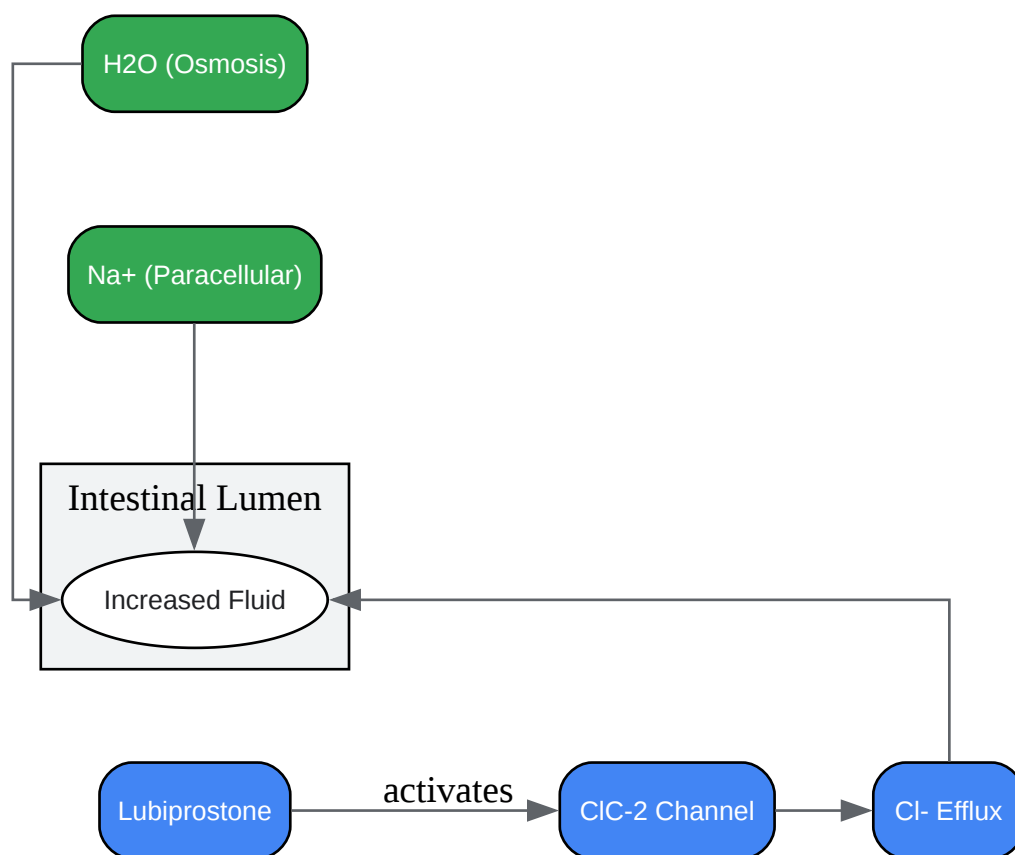 H2O (Osmosis)
Na+ (Paracellular)
Intestinal Lumen
Increased Fluid
Lubiprostone
activates
ClC-2 Channel
Cl- Efflux